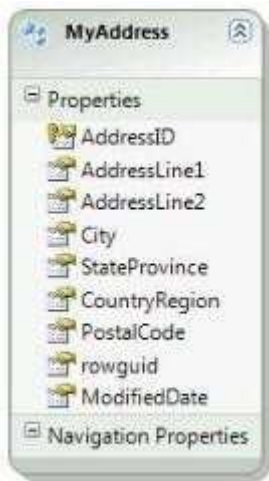 MyAddress
Properties
AddressID
AddressLine1
AddressLine2
City
StateProvince
CountryRegion
PostalCode
rowguid
ModifiedDate
Navigation Properties